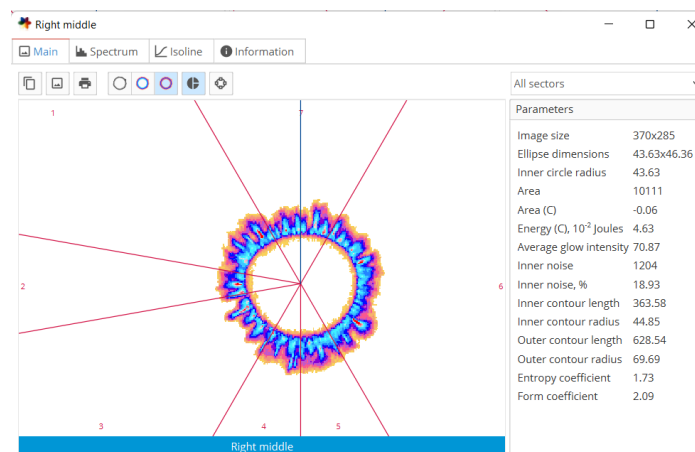 Right middle
Main
Spectrum
Isoline
Information
All sectors
Parameters
Image size 370x285
Ellipse dimensions 43.63x46.36
Inner circle radius 43.63
Area 10111
Area (C) -0.06
Energy (C), 10⁻² Joules 4.63
Average glow intensity 70.87
Inner noise 1204
Inner noise, % 18.93
Inner contour length 363.58
Inner contour radius 44.85
Outer contour length 628.54
Outer contour radius 69.69
Entropy coefficient 1.73
Form coefficient 2.09
1
7
2
6
3
4
5
Right middle